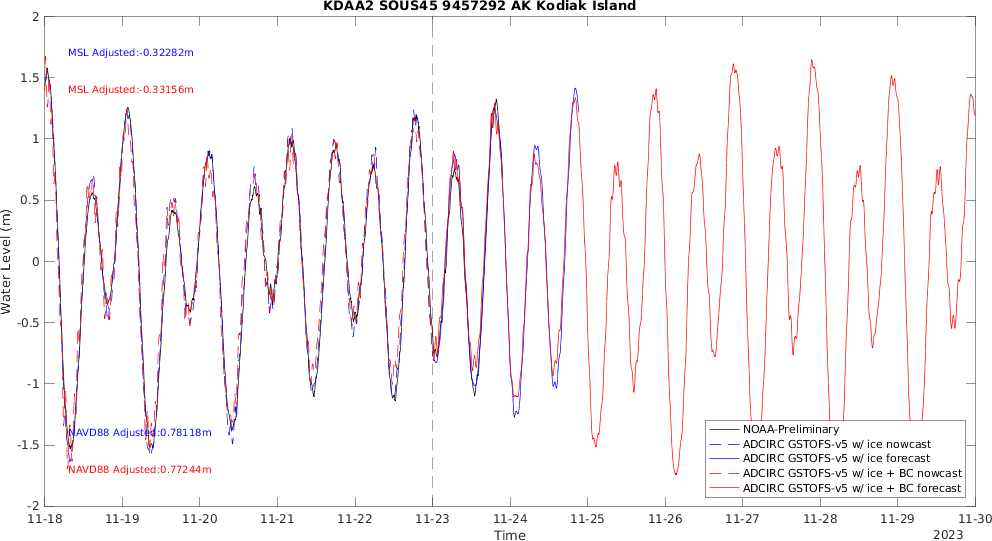 KDAA2 SOUS45 9457292 AK Kodiak Island
2
1.5
1
0.5
0
-0.5
-1
-1.5
-2
Water Level (m)
MSL Adjusted:-0.32282m
MSL Adjusted:-0.33156m
NAVD88 Adjusted:0.78118m
NAVD88 Adjusted:0.77244m
NOAA-Preliminary
ADCIRC GSTOFS-v5 w/ ice nowcast
ADCIRC GSTOFS-v5 w/ ice forecast
ADCIRC GSTOFS-v5 w/ ice + BC nowcast
ADCIRC GSTOFS-v5 w/ ice + BC forecast
11-18 11-19 11-20 11-21 11-22 11-23 11-24 11-25 11-26 11-27 11-28 11-29 11-30
Time
2023